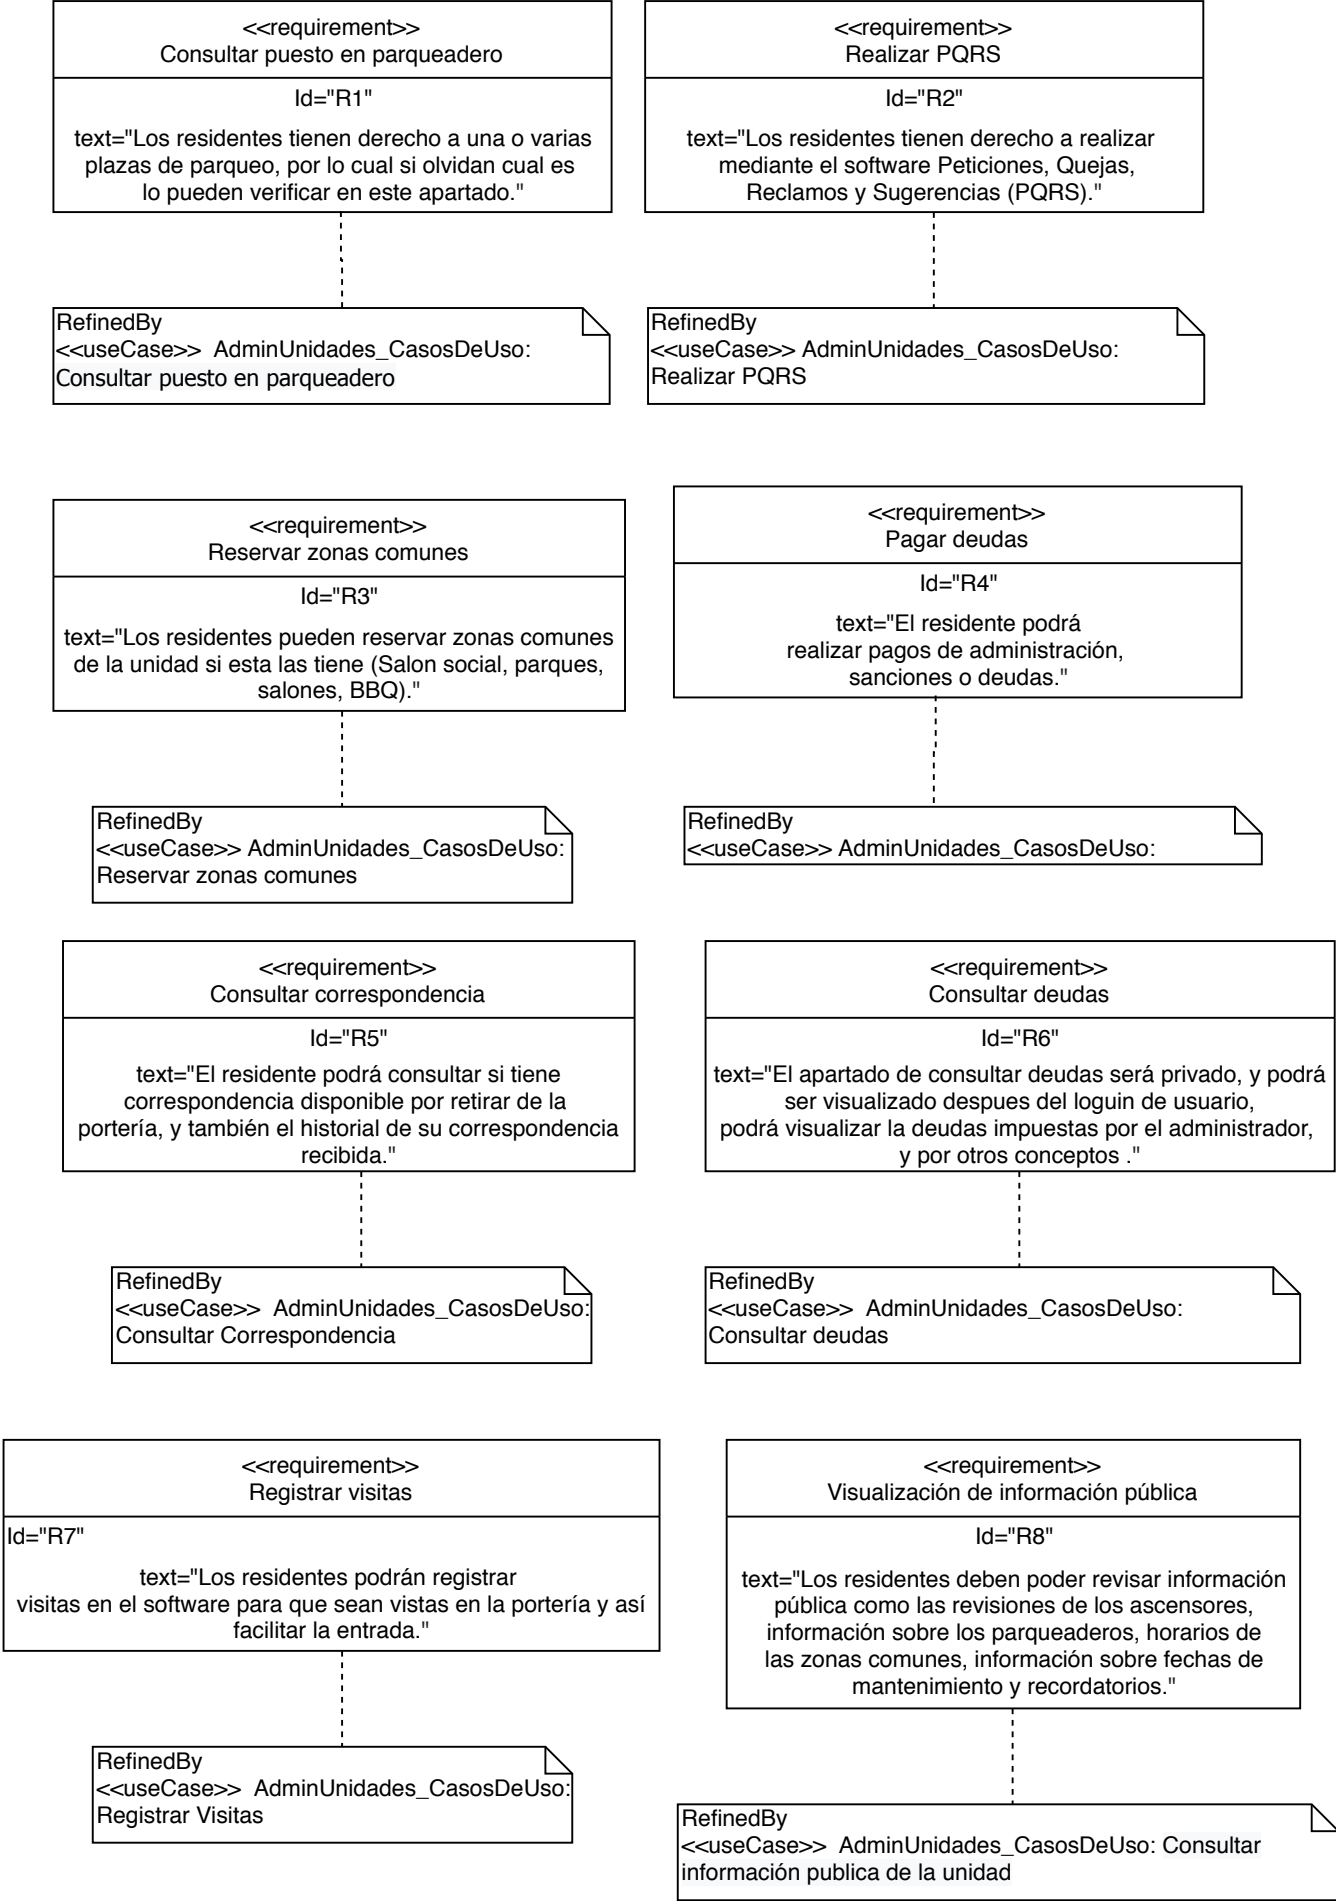 <<requirement>>
Consultar puesto en parqueadero
Id="R1"
text="Los residentes tienen derecho a una o varias
plazas de parqueo, por lo cual si olvidan cual es
lo pueden verificar en este apartado."
RefinedBy
<<useCase>> AdminUnidades_CasosDeUso:
Consultar puesto en parqueadero
<<requirement>>
Realizar PQRS
Id="R2"
text="Los residentes tienen derecho a realizar
mediante el software Peticiones, Quejas,
Reclamos y Sugerencias (PQRS)."
RefinedBy
<<useCase>> AdminUnidades_CasosDeUso:
Realizar PQRS
<<requirement>>
Reservar zonas comunes
Id="R3"
text="Los residentes pueden reservar zonas comunes
de la unidad si esta las tiene (Salon social, parques,
salones, BBQ)."
RefinedBy
<<useCase>> AdminUnidades_CasosDeUso:
Reservar zonas comunes
<<requirement>>
Pagar deudas
Id="R4"
text="El residente podrá
realizar pagos de administración,
sanciones o deudas."
RefinedBy
<<useCase>> AdminUnidades_CasosDeUso:
<<requirement>>
Consultar correspondencia
Id="R5"
text="El residente podrá consultar si tiene
correspondencia disponible por retirar de la
portería, y también el historial de su correspondencia
recibida."
RefinedBy
<<useCase>> AdminUnidades_CasosDeUso:
Consultar Correspondencia
<<requirement>>
Consultar deudas
Id="R6"
text="El apartado de consultar deudas será privado, y podrá
ser visualizado despues del loguin de usuario,
podrá visualizar la deudas impuestas por el administrador,
y por otros conceptos ."
RefinedBy
<<useCase>> AdminUnidades_CasosDeUso:
Consultar deudas
<<requirement>>
Registrar visitas
Id="R7"
text="Los residentes podrán registrar
visitas en el software para que sean vistas en la portería y así
facilitar la entrada."
RefinedBy
<<useCase>> AdminUnidades_CasosDeUso:
Registrar Visitas
<<requirement>>
Visualización de información pública
Id="R8"
text="Los residentes deben poder revisar información
pública como las revisiones de los ascensores,
información sobre los parqueaderos, horarios de
las zonas comunes, información sobre fechas de
mantenimiento y recordatorios."
RefinedBy
<<useCase>> AdminUnidades_CasosDeUso: Consultar
información publica de la unidad